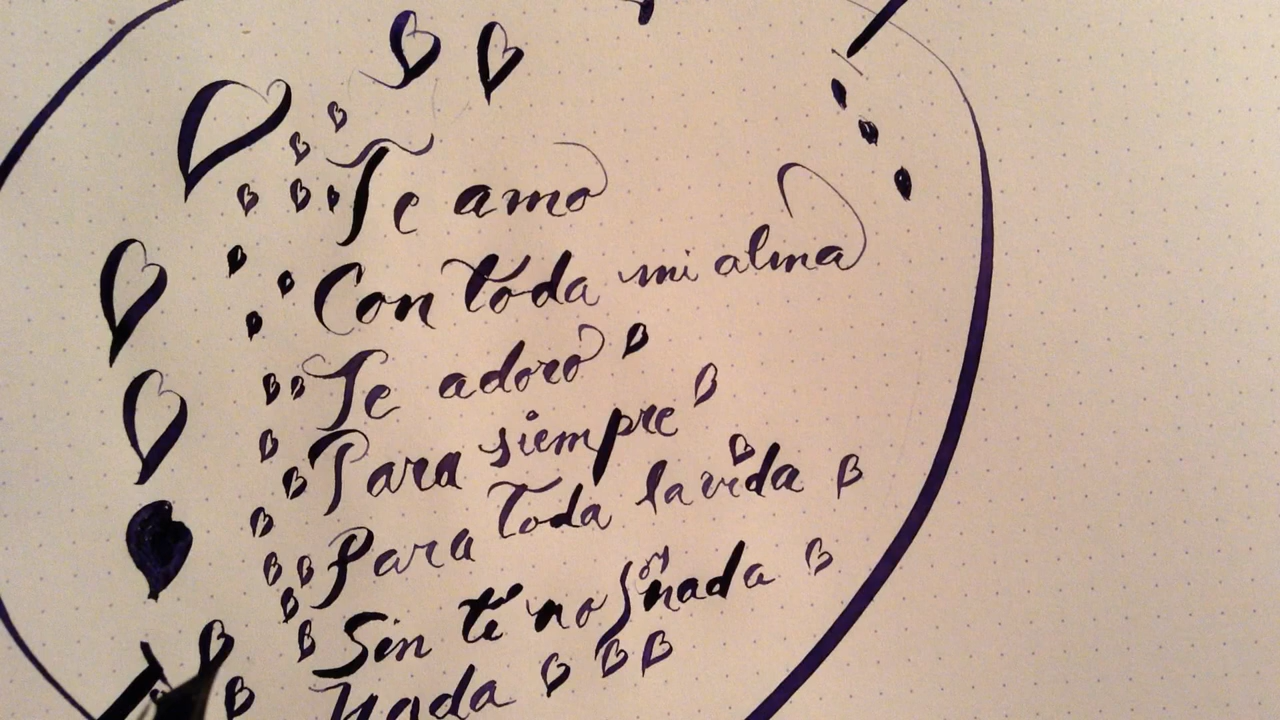 Te amo
Con toda mi alma
Te adoro
Para siempre
Para toda la vida
Sin ti no soy nada
Nada